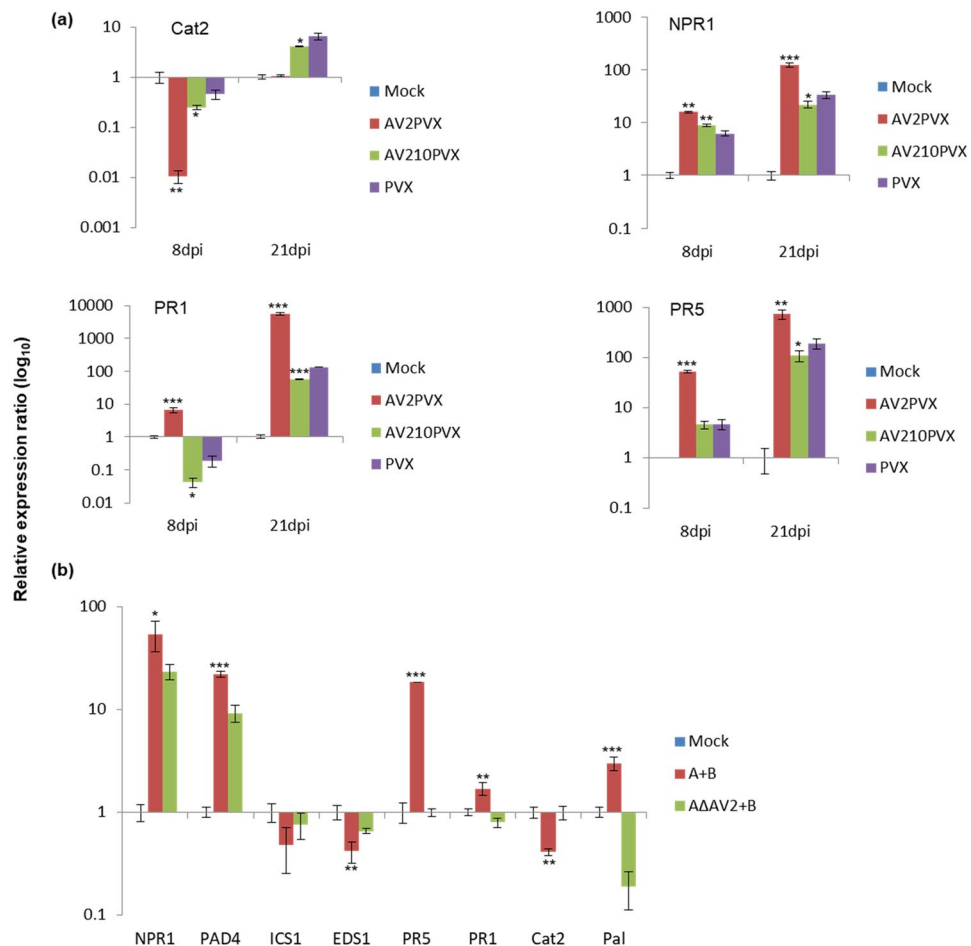 (a)
Cat2
10
1
0.1
0.01
0.001
*
*
**
8dpi 21dpi
Mock
AV2PVX
AV210PVX
PVX
NPR1
1000
100
10
1
0.1
***
** **
*
8dpi 21dpi
Mock
AV2PVX
AV210PVX
PVX
PR1
10000
1000
100
10
1
0.1
0.01
***
***
***
*
8dpi 21dpi
Mock
AV2PVX
AV210PVX
PVX
PR5
1000
100
10
1
0.1
**
*
***
8dpi 21dpi
Mock
AV2PVX
AV210PVX
PVX
Relative expression ratio (log10)
(b)
100
10
1
0.1
*
***
***
**
***
**
**
NPR1 PAD4 ICS1 EDS1 PR5 PR1 Cat2 Pal
Mock
A+B
AΔAV2+B